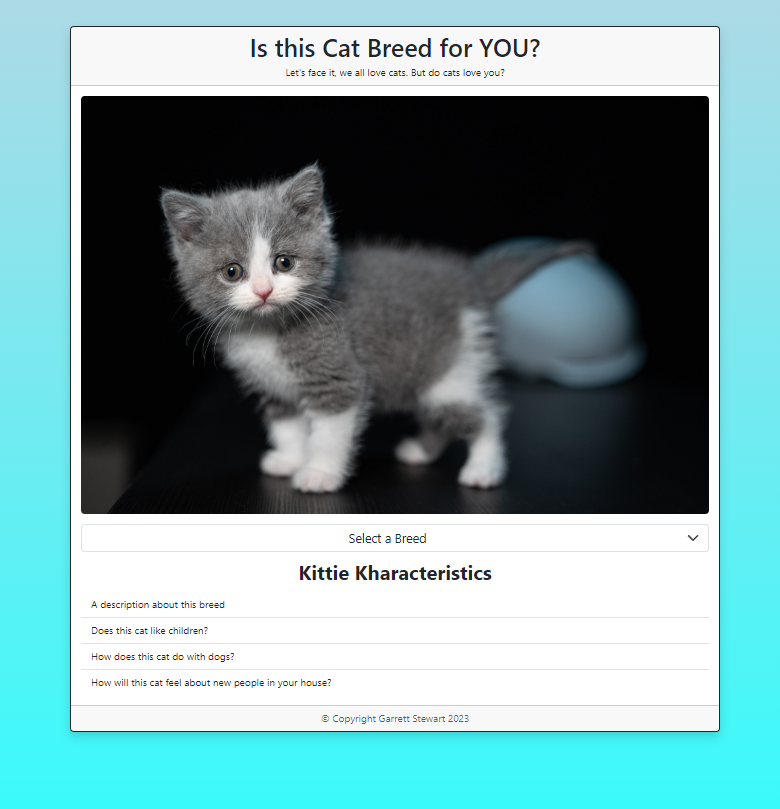 Is this Cat Breed for YOU?
Let's face it, we all love cats. But do cats love you?
Select a Breed
Kittie Kharacteristics
A description about this breed
Does this cat like children?
How does this cat do with dogs?
How will this cat feel about new people in your house?
© Copyright Garrett Stewart 2023